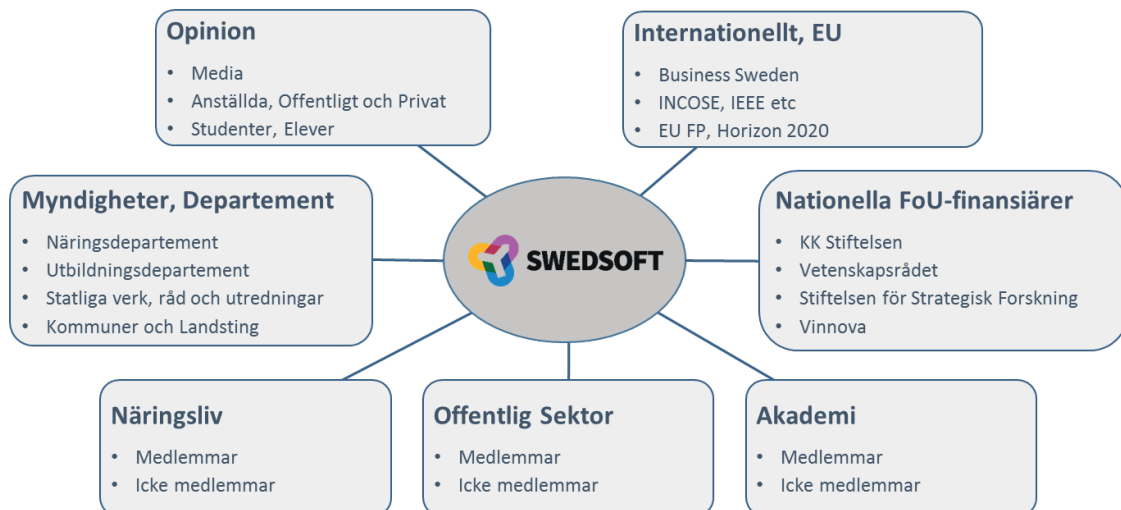 Opinion
• Media
• Anställda, Offentligt och Privat
• Studenter, Elever
Internationellt, EU
• Business Sweden
• INCOSE, IEEE etc
• EU FP, Horizon 2020
Myndigheter, Departement
• Näringsdepartement
• Utbildningsdepartement
• Statliga verk, råd och utredningar
• Kommuner och Landsting
SWEDSOFT
Nationella FoU-finansiärer
• KK Stiftelsen
• Vetenskapsrådet
• Stiftelsen för Strategisk Forskning
• Vinnova
Näringsliv
• Medlemmar
• Icke medlemmar
Offentlig Sektor
• Medlemmar
• Icke medlemmar
Akademi
• Medlemmar
• Icke medlemmar